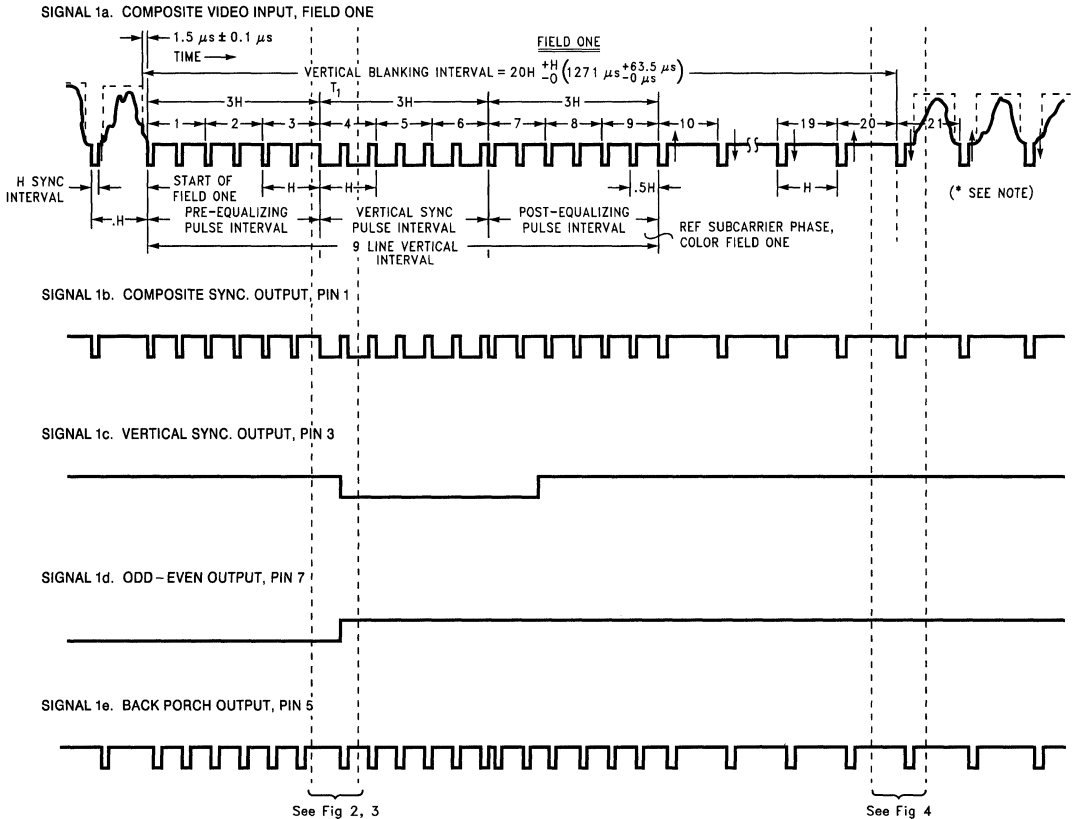 SIGNAL 1a. COMPOSITE VIDEO INPUT, FIELD ONE
1.5 µs ± 0.1 µs
TIME
FIELD ONE
VERTICAL BLANKING INTERVAL = 20H +H -0 (1271 µs +63.5 µs -0 µs)
T1
3H 3H 3H
1 2 3 4 5 6 7 8 9 10 19 20 21
H SYNC
INTERVAL
START OF
FIELD ONE
H H .5H H
(* SEE NOTE)
.H
PRE-EQUALIZING
PULSE INTERVAL
VERTICAL SYNC
PULSE INTERVAL
POST-EQUALIZING
PULSE INTERVAL
REF SUBCARRIER PHASE,
COLOR FIELD ONE
9 LINE VERTICAL
INTERVAL
SIGNAL 1b. COMPOSITE SYNC. OUTPUT, PIN 1
SIGNAL 1c. VERTICAL SYNC. OUTPUT, PIN 3
SIGNAL 1d. ODD – EVEN OUTPUT, PIN 7
SIGNAL 1e. BACK PORCH OUTPUT, PIN 5
See Fig 2, 3
See Fig 4